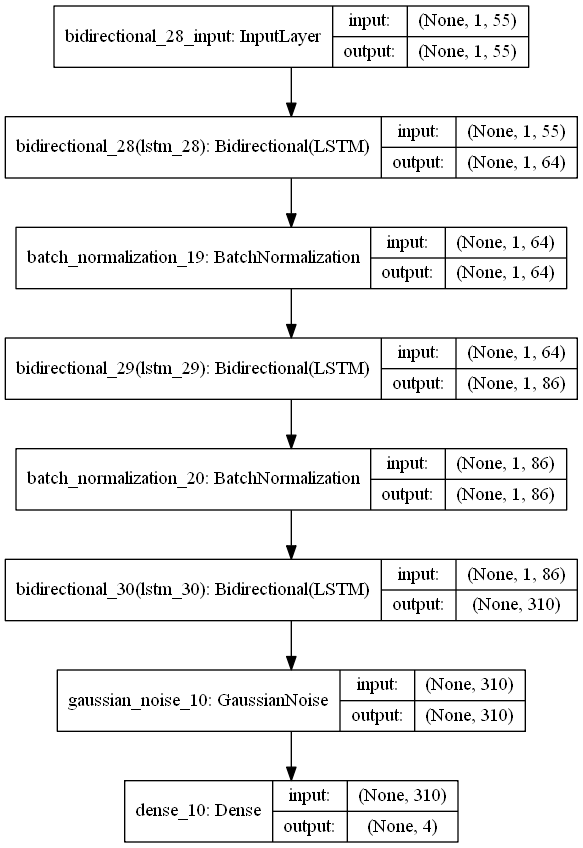 bidirectional_28_input: InputLayer
input: (None, 1, 55)
output: (None, 1, 55)
bidirectional_28(lstm_28): Bidirectional(LSTM)
input: (None, 1, 55)
output: (None, 1, 64)
batch_normalization_19: BatchNormalization
input: (None, 1, 64)
output: (None, 1, 64)
bidirectional_29(lstm_29): Bidirectional(LSTM)
input: (None, 1, 64)
output: (None, 1, 86)
batch_normalization_20: BatchNormalization
input: (None, 1, 86)
output: (None, 1, 86)
bidirectional_30(lstm_30): Bidirectional(LSTM)
input: (None, 1, 86)
output: (None, 310)
gaussian_noise_10: GaussianNoise
input: (None, 310)
output: (None, 310)
dense_10: Dense
input: (None, 310)
output: (None, 4)